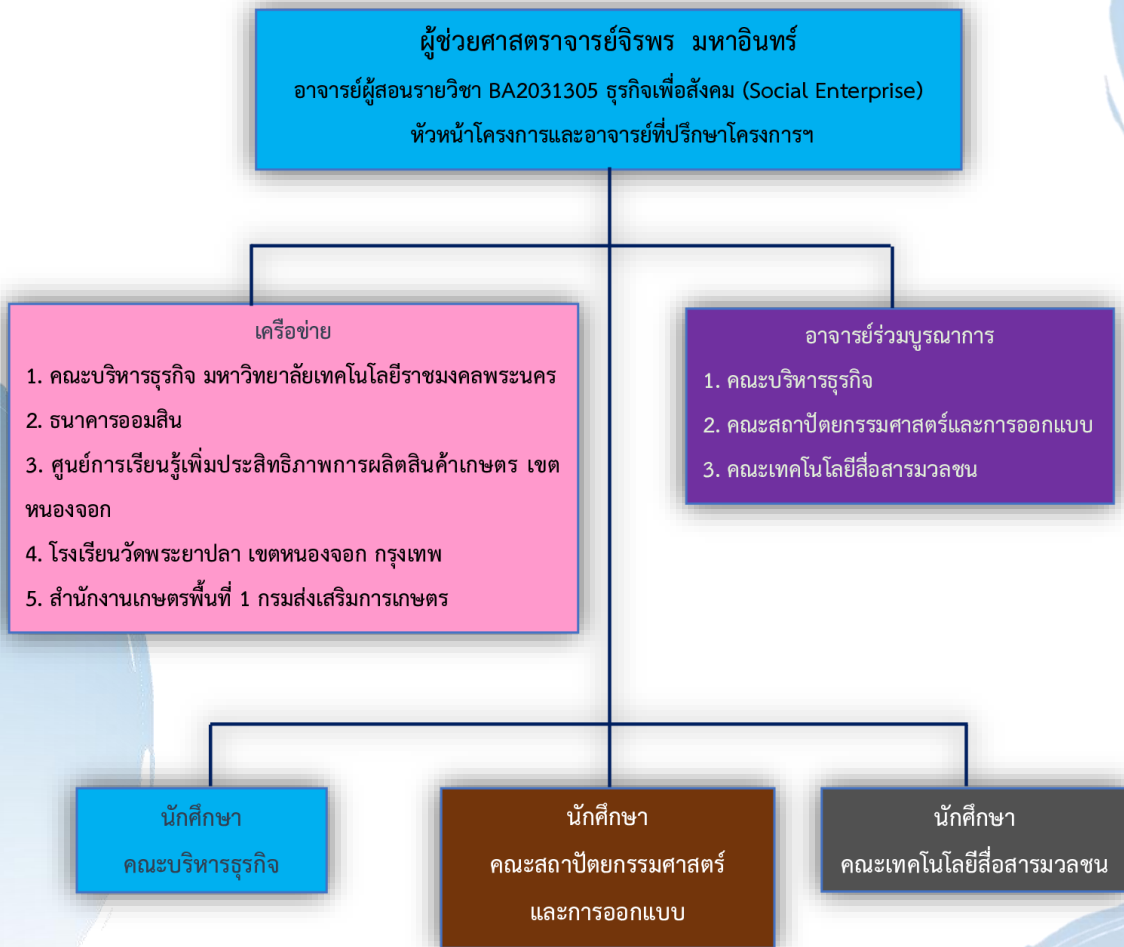 ผู้ช่วยศาสตราจารย์จิรพร มหาอินทร์
อาจารย์ผู้สอนรายวิชา BA2031305 ธุรกิจเพื่อสังคม (Social Enterprise)
หัวหน้าโครงการและอาจารย์ที่ปรึกษาโครงการฯ
เครือข่าย
1. คณะบริหารธุรกิจ มหาวิทยาลัยเทคโนโลยีราชมงคลพระนคร
2. ธนาคารออมสิน
3. ศูนย์การเรียนรู้เพิ่มประสิทธิภาพการผลิตสินค้าเกษตร เขต
หนองจอก
4. โรงเรียนวัดพระยาปลา เขตหนองจอก กรุงเทพ
5. สำนักงานเกษตรพื้นที่ 1 กรมส่งเสริมการเกษตร
อาจารย์ร่วมบูรณาการ
1. คณะบริหารธุรกิจ
2. คณะสถาปัตยกรรมศาสตร์และการออกแบบ
3. คณะเทคโนโลยีสื่อสารมวลชน
นักศึกษา
คณะบริหารธุรกิจ
นักศึกษา
คณะสถาปัตยกรรมศาสตร์
และการออกแบบ
นักศึกษา
คณะเทคโนโลยีสื่อสารมวลชน